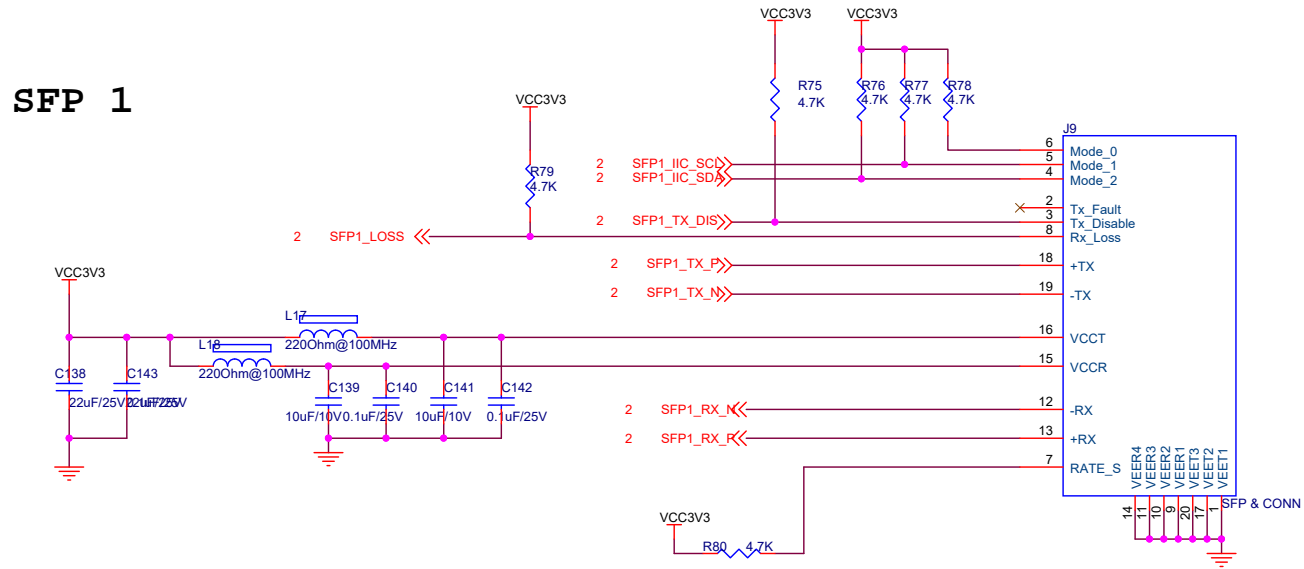 SFP 1
VCC3V3
VCC3V3
R75
4.7K
R76
4.7K
R77
4.7K
R78
4.7K
VCC3V3
R79
4.7K
J9
6
Mode_0
2
SFP1_IIC_SCL
5
Mode_1
2
SFP1_IIC_SDA
4
Mode_2
2
Tx_Fault
2
SFP1_TX_DIS
3
Tx_Disable
2
SFP1_LOSS
8
Rx_Loss
2
SFP1_TX_P
18
+TX
2
SFP1_TX_N
19
-TX
VCC3V3
L17
220Ohm@100MHz
16
VCCT
L18
220Ohm@100MHz
15
VCCR
C138
22uF/25V
C143
C139
10uF/10V
C140
0.1uF/25V
C141
10uF/10V
C142
0.1uF/25V
2
SFP1_RX_N
12
-RX
2
SFP1_RX_P
13
+RX
7
RATE_S
VEER4
VEER3
VEER2
VEER1
VEET3
VEET2
VEET1
14
11
10
9
20
17
1
SFP & CONN
VCC3V3
R80
4.7K